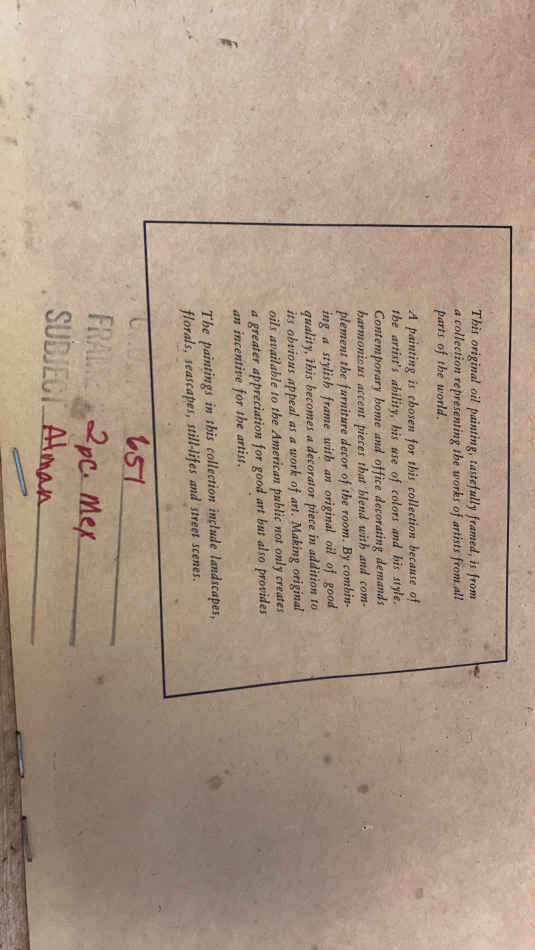 This original oil painting, tastefully framed, is from
a collection representing the works of artists from all
parts of the world.
A painting is chosen for this collection because of
the artist's ability, his use of colors and his style.
Contemporary home and office decorating demands
harmonious accent pieces that blend with and com-
plement the furniture decor of the room. By combin-
ing a stylish frame with an original oil of good
quality, this becomes a decorator piece in addition to
its obvious appeal as a work of art. Making original
oils available to the American public not only creates
a greater appreciation for good art but also provides
an incentive for the artist.
The paintings in this collection include landscapes,
florals, seascapes, still-lifes and street scenes.
651
FRAME 2 pc. Mex
SUBJECT Alman